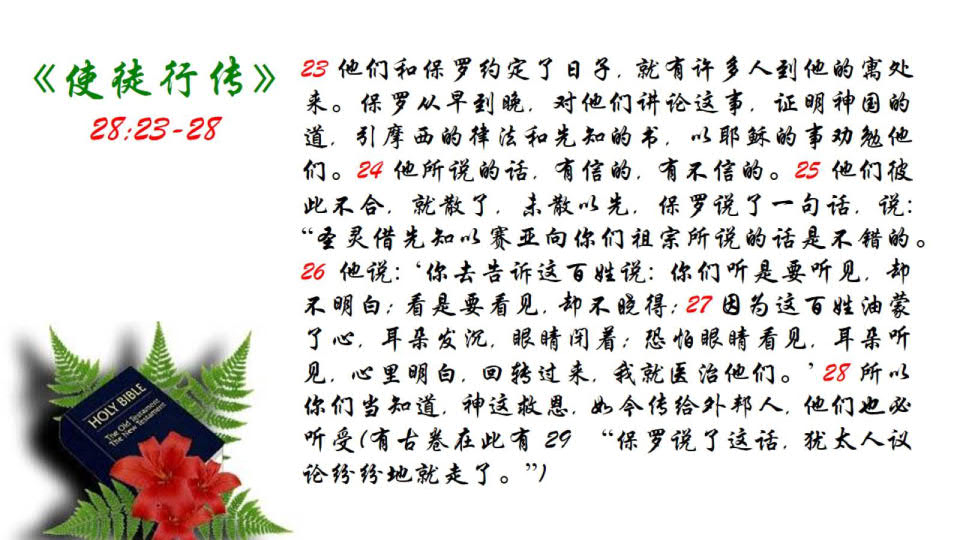 《使徒行传》
28:23-28
23 他们和保罗约定了日子，就有许多人到他的寓处
来。保罗从早到晚，对他们讲论这事，证明神国的
道，引摩西的律法和先知的书，以耶稣的事劝勉他
们。24 他所说的话，有信的，有不信的。25 他们彼
此不合，就散了，未散以先，保罗说了一句话，说：
“圣灵借先知以赛亚向你们祖宗所说的话是不错的。
26 他说：‘你去告诉这百姓说：你们听是要听见，却
不明白；看是要看见，却不晓得；27 因为这百姓油蒙
了心，耳朵发沉，眼睛闭着；恐怕眼睛看见，耳朵听
见，心里明白，回转过来，我就医治他们。’28 所以
你们当知道，神这救恩，如今传给外邦人，他们也必
听受(有古卷在此有 29 “保罗说了这话，犹太人议
论纷纷地就走了。”)
HOLY BIBLE
The Old Testament
The New Testament